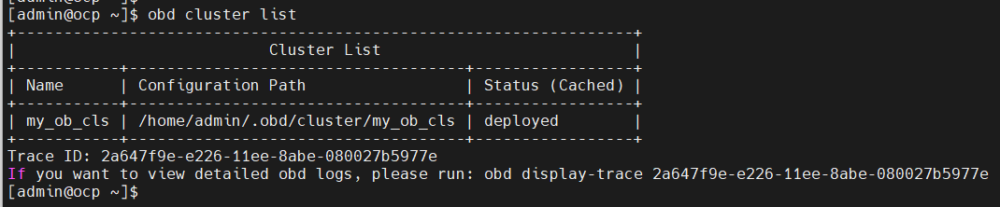 [admin@ocp ~]$ obd cluster list
+------------------------------------------------------------------+
|                           Cluster List                           |
+-----------+------------------------------------+-----------------+
| Name      | Configuration Path                 | Status (Cached) |
+-----------+------------------------------------+-----------------+
| my_ob_cls | /home/admin/.obd/cluster/my_ob_cls | deployed        |
+-----------+------------------------------------+-----------------+
Trace ID: 2a647f9e-e226-11ee-8abe-080027b5977e
If you want to view detailed obd logs, please run: obd display-trace 2a647f9e-e226-11ee-8abe-080027b5977e
[admin@ocp ~]$